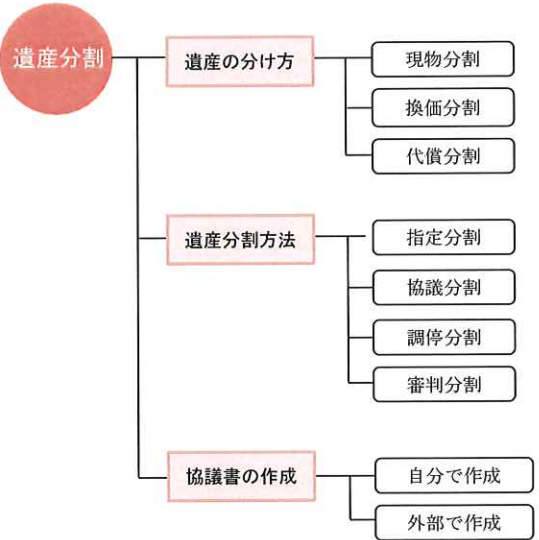 遺産分割
遺産の分け方
現物分割
換価分割
代償分割
遺産分割方法
指定分割
協議分割
調停分割
審判分割
協議書の作成
自分で作成
外部で作成